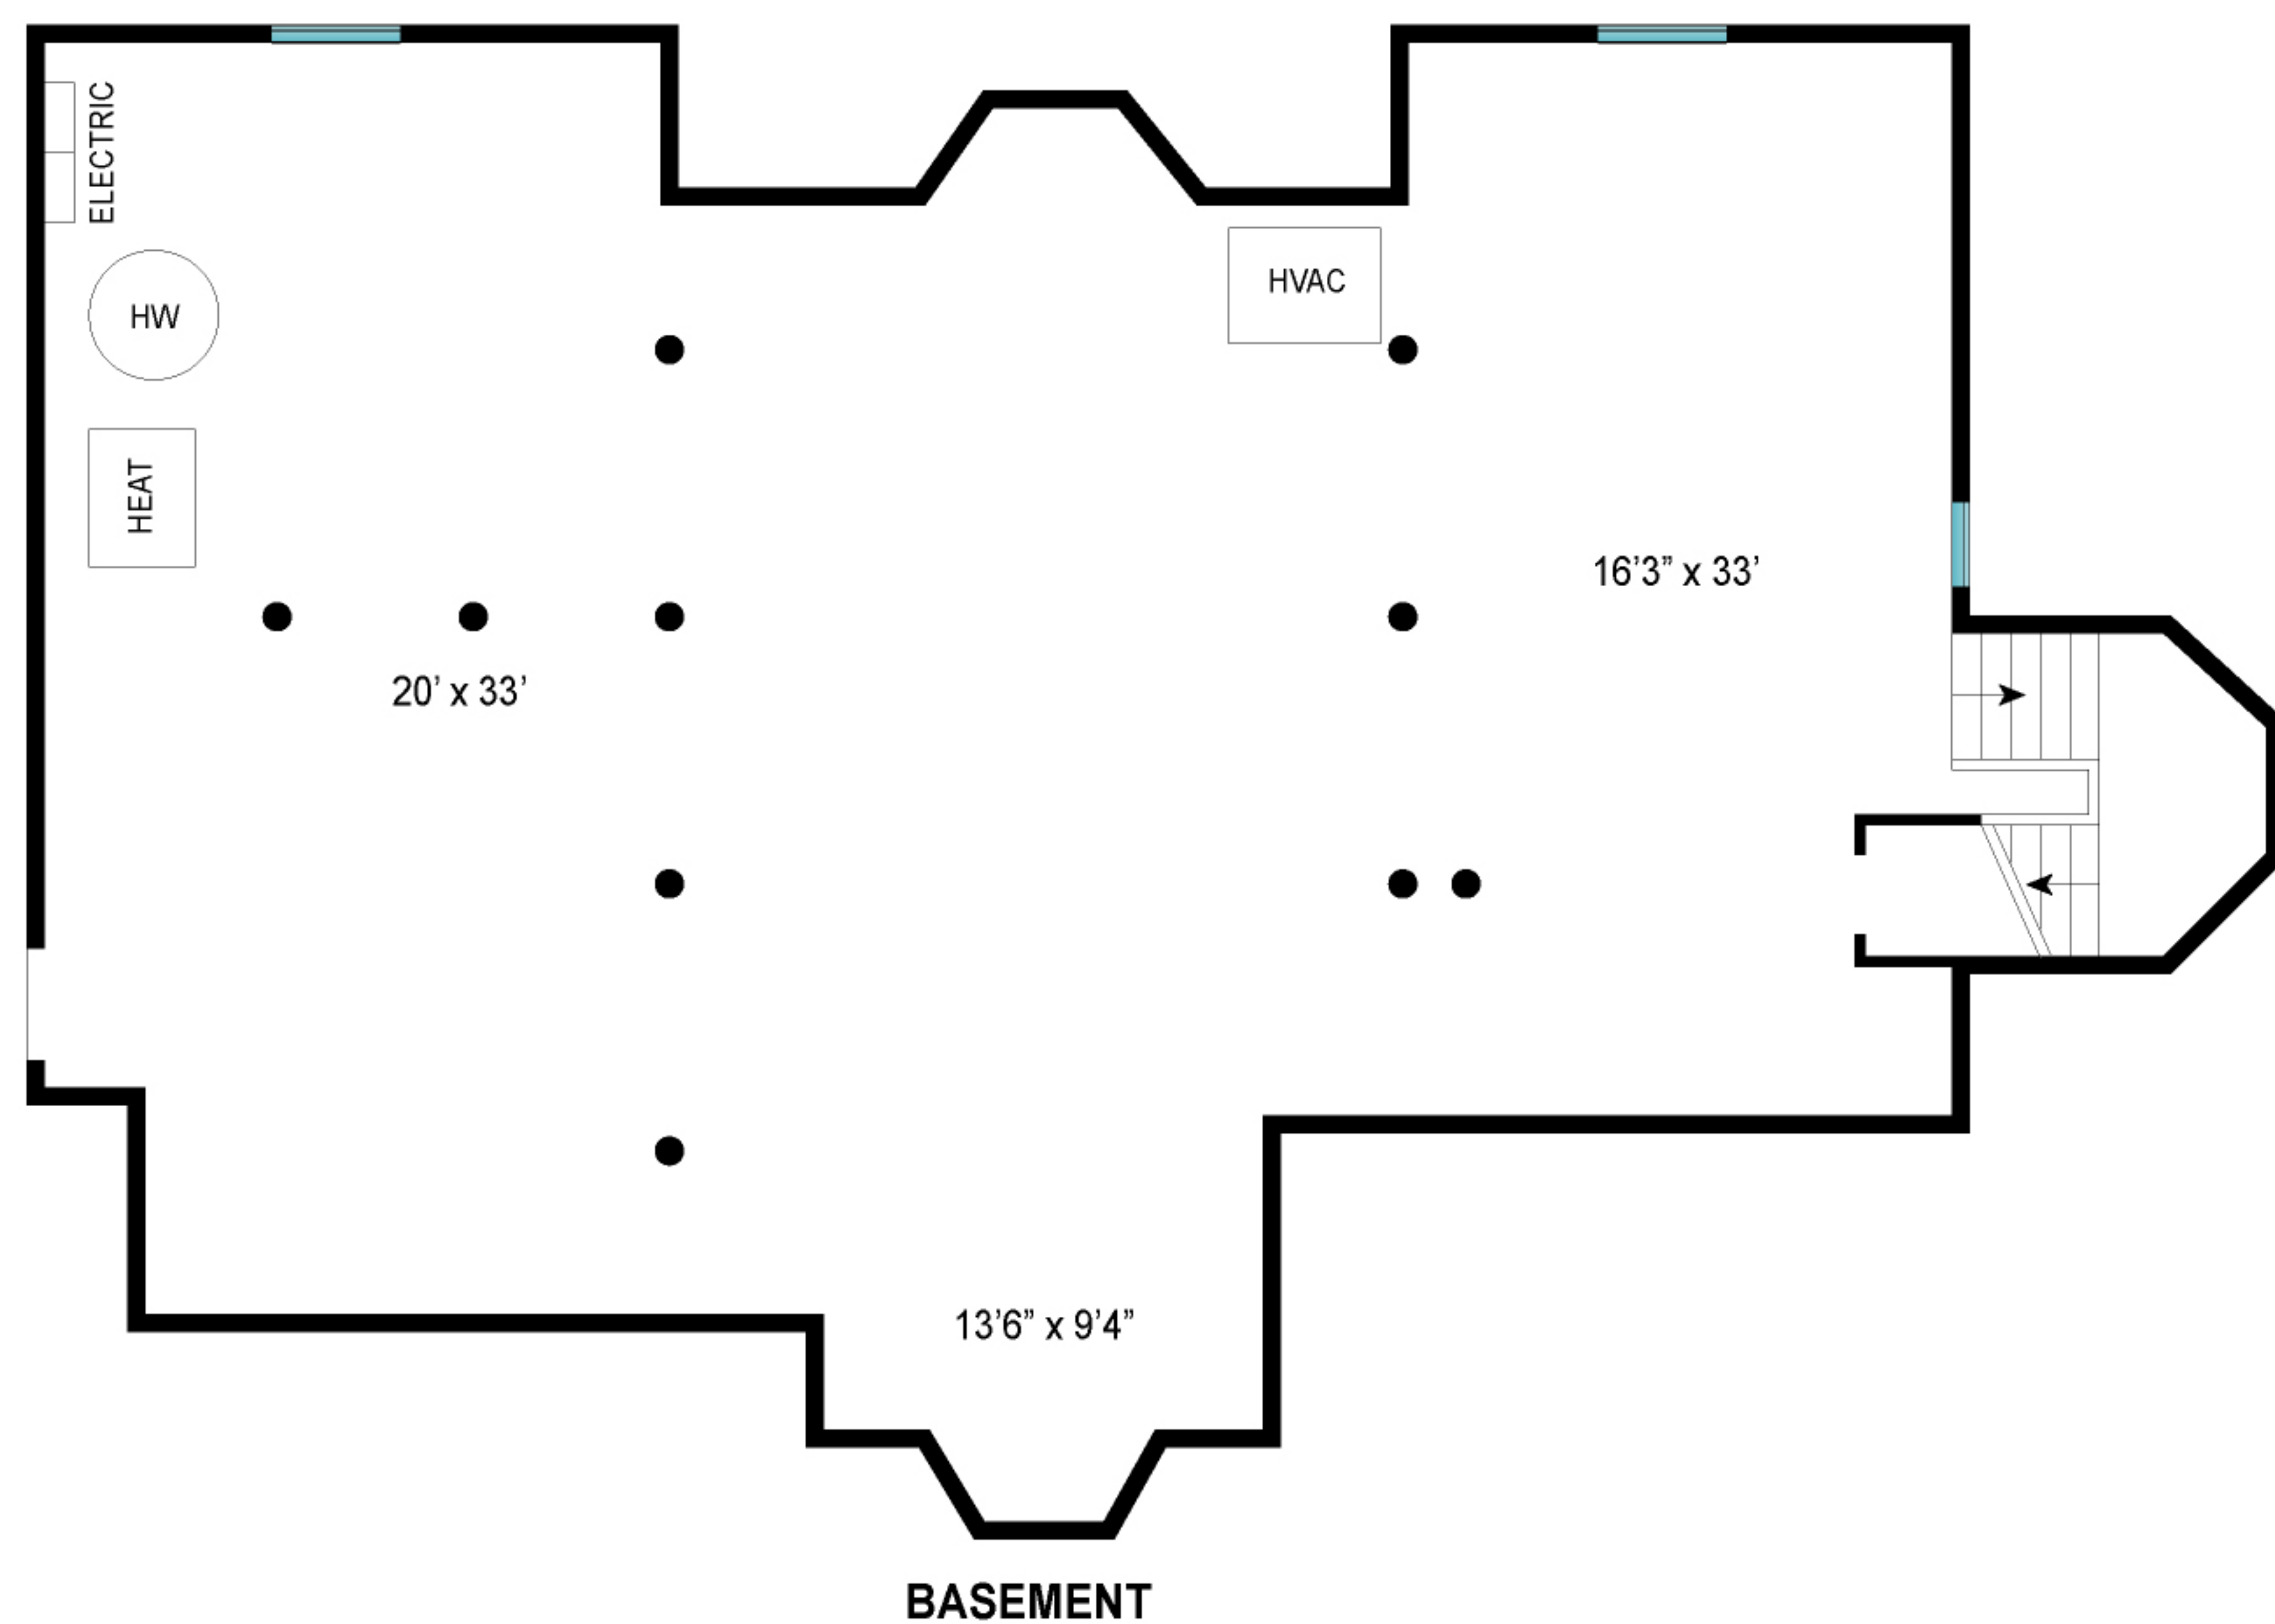 ELECTRIC
HW
HVAC
HEAT
16’3” x 33’
20’ x 33’
13’6” x 9’4”
BASEMENT